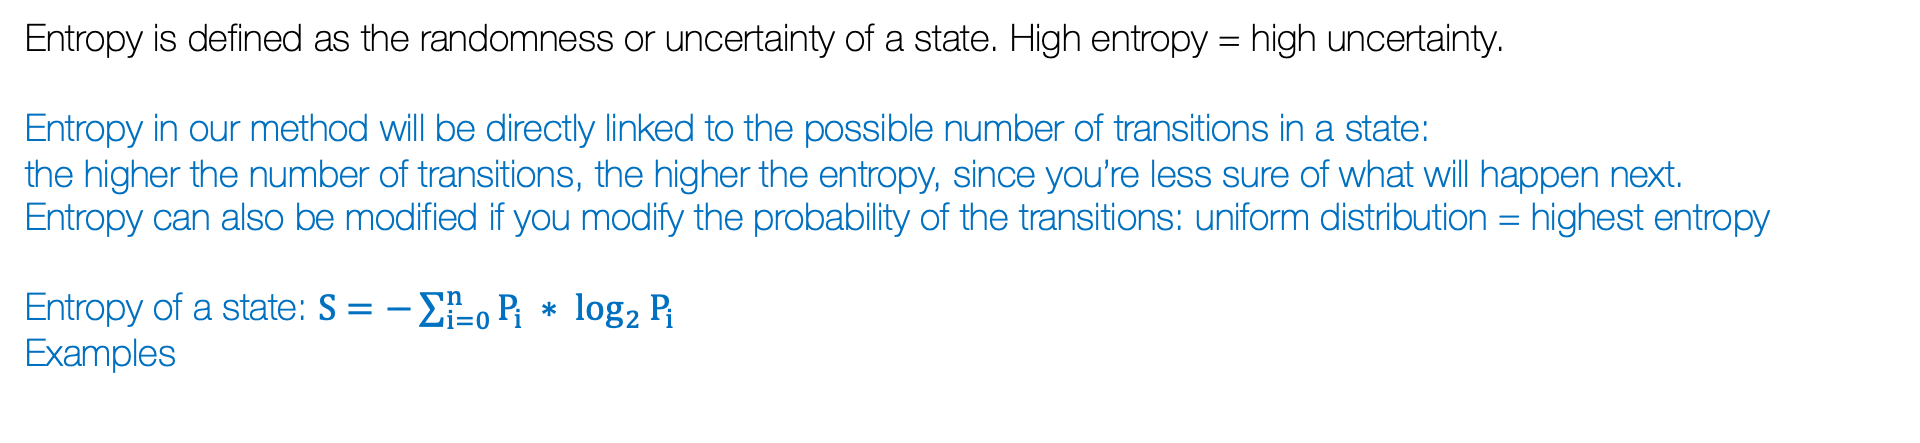 Entropy is defined as the randomness or uncertainty of a state. High entropy = high uncertainty.
Entropy in our method will be directly linked to the possible number of transitions in a state:
the higher the number of transitions, the higher the entropy, since you’re less sure of what will happen next.
Entropy can also be modified if you modify the probability of the transitions: uniform distribution = highest entropy
Entropy of a state: S = − ∑ⁿᵢ₌₀ Pᵢ * log₂ Pᵢ
Examples